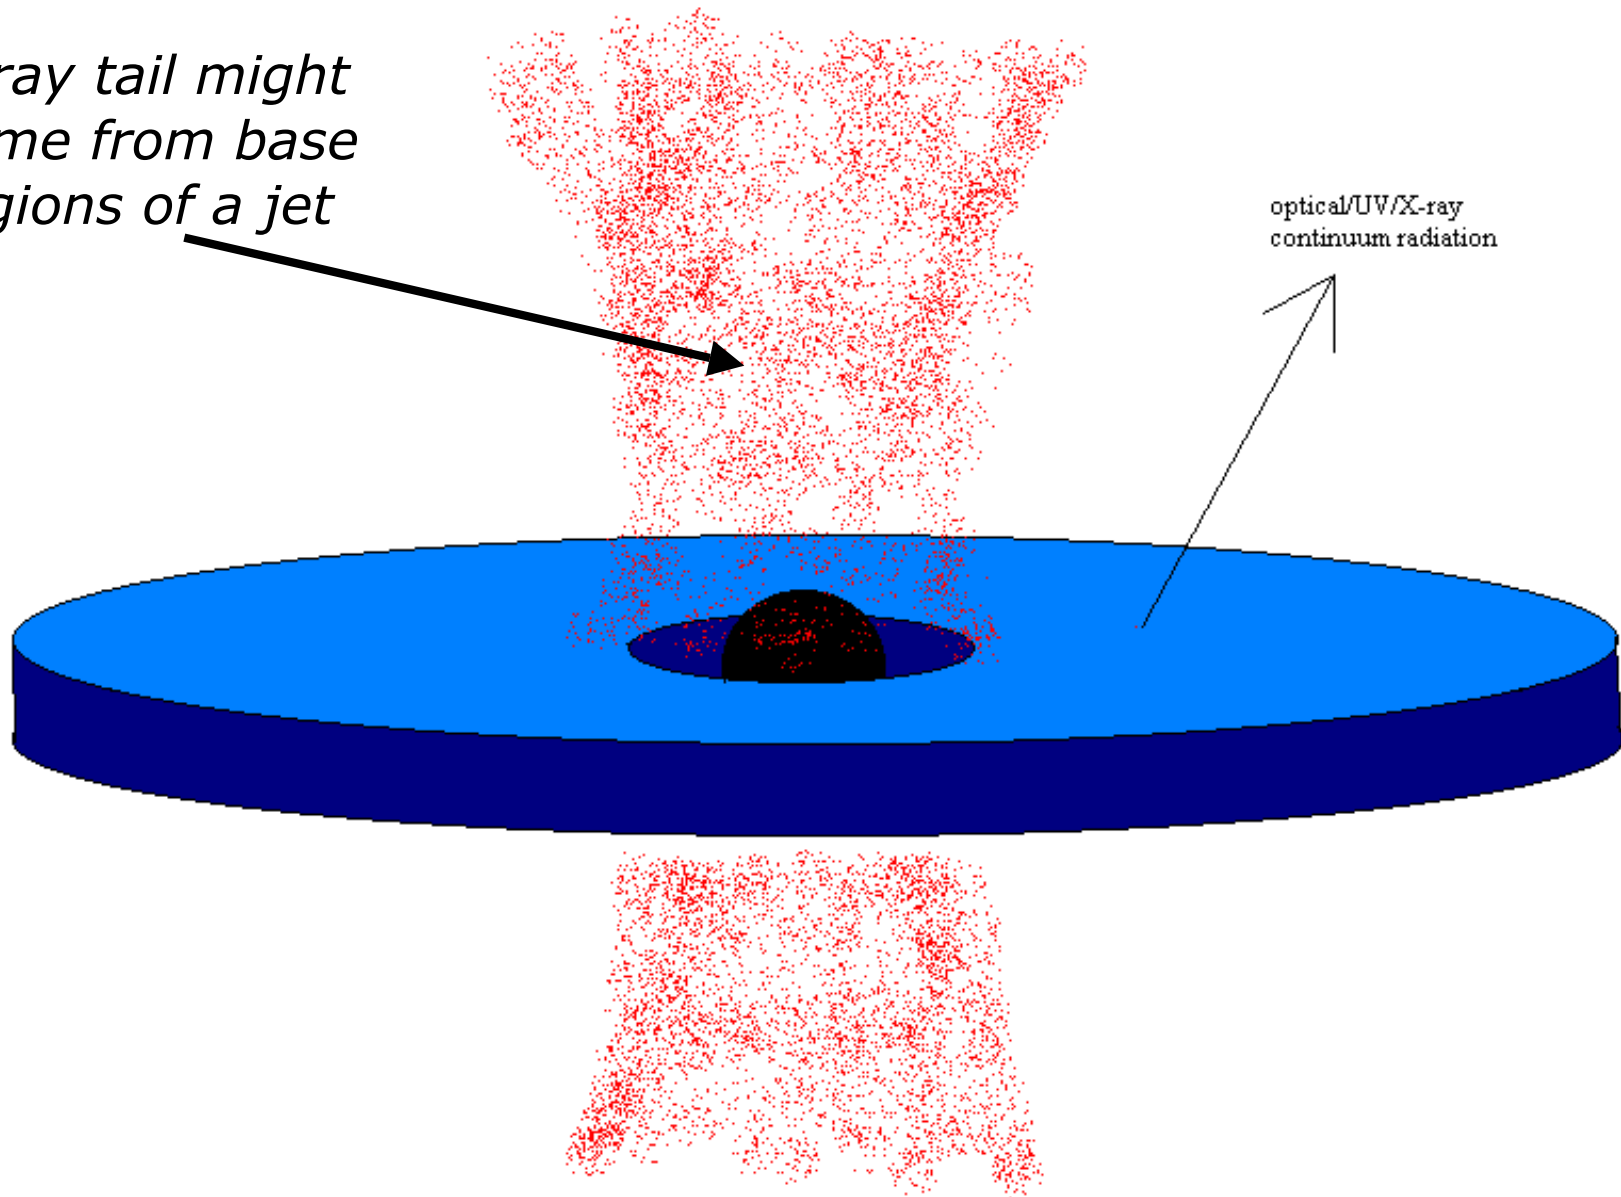 ray tail might
me from base
gions of a jet
optical/UV/X-ray
continuum radiation